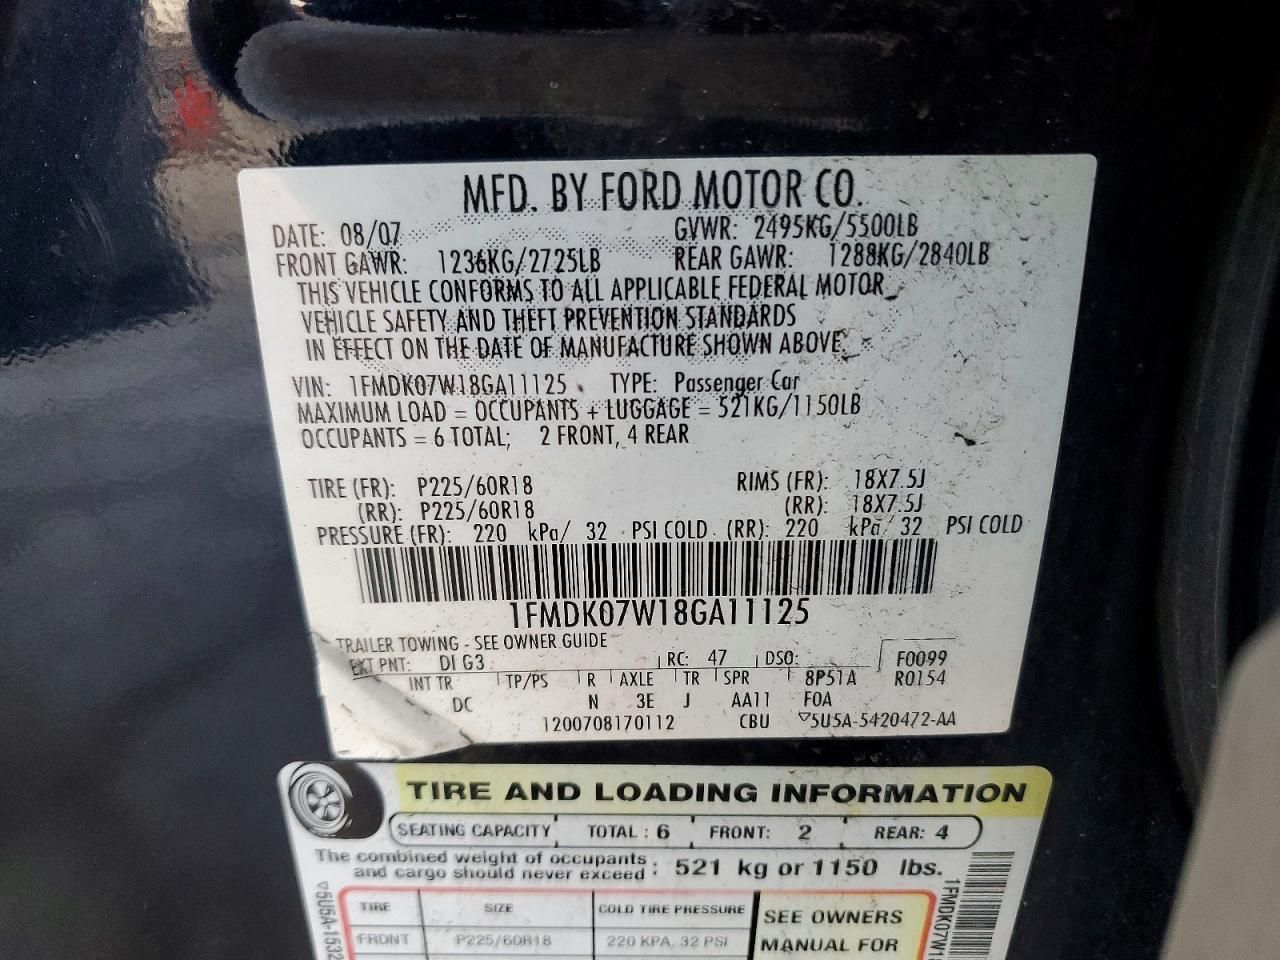 MFD. BY FORD MOTOR CO.
DATE: 08/07 GVWR: 2495KG/5500LB
FRONT GAWR: 1236KG/2725LB REAR GAWR: 1288KG/2840LB
THIS VEHICLE CONFORMS TO ALL APPLICABLE FEDERAL MOTOR
VEHICLE SAFETY AND THEFT PREVENTION STANDARDS
IN EFFECT ON THE DATE OF MANUFACTURE SHOWN ABOVE.
VIN: 1FMDK07W18GA11125 TYPE: Passenger Car
MAXIMUM LOAD = OCCUPANTS + LUGGAGE = 521KG/1150LB
OCCUPANTS = 6 TOTAL; 2 FRONT, 4 REAR
TIRE (FR): P225/60R18 RIMS (FR): 18X7.5J
(RR): P225/60R18 (RR): 18X7.5J
PRESSURE (FR): 220 kPa/ 32 PSI COLD (RR): 220 kPa/ 32 PSI COLD
1FMDK07W18GA11125
TRAILER TOWING - SEE OWNER GUIDE
EXT PNT: DI G3 RC: 47 DSO: F0099
INT TR TP/PS R AXLE TR SPR 8P51A R0154
DC N 3E J AA11 FOA
1200708170112 CBU ▽5U5A-5420472-AA
TIRE AND LOADING INFORMATION
SEATING CAPACITY TOTAL : 6 FRONT: 2 REAR: 4
The combined weight of occupants
and cargo should never exceed : 521 kg or 1150 lbs.
TIRE SIZE COLD TIRE PRESSURE SEE OWNERS
FRONT P225/60R18 220 KPA, 32 PSI MANUAL FOR
▽5U5A-1532
1FMDK07W18